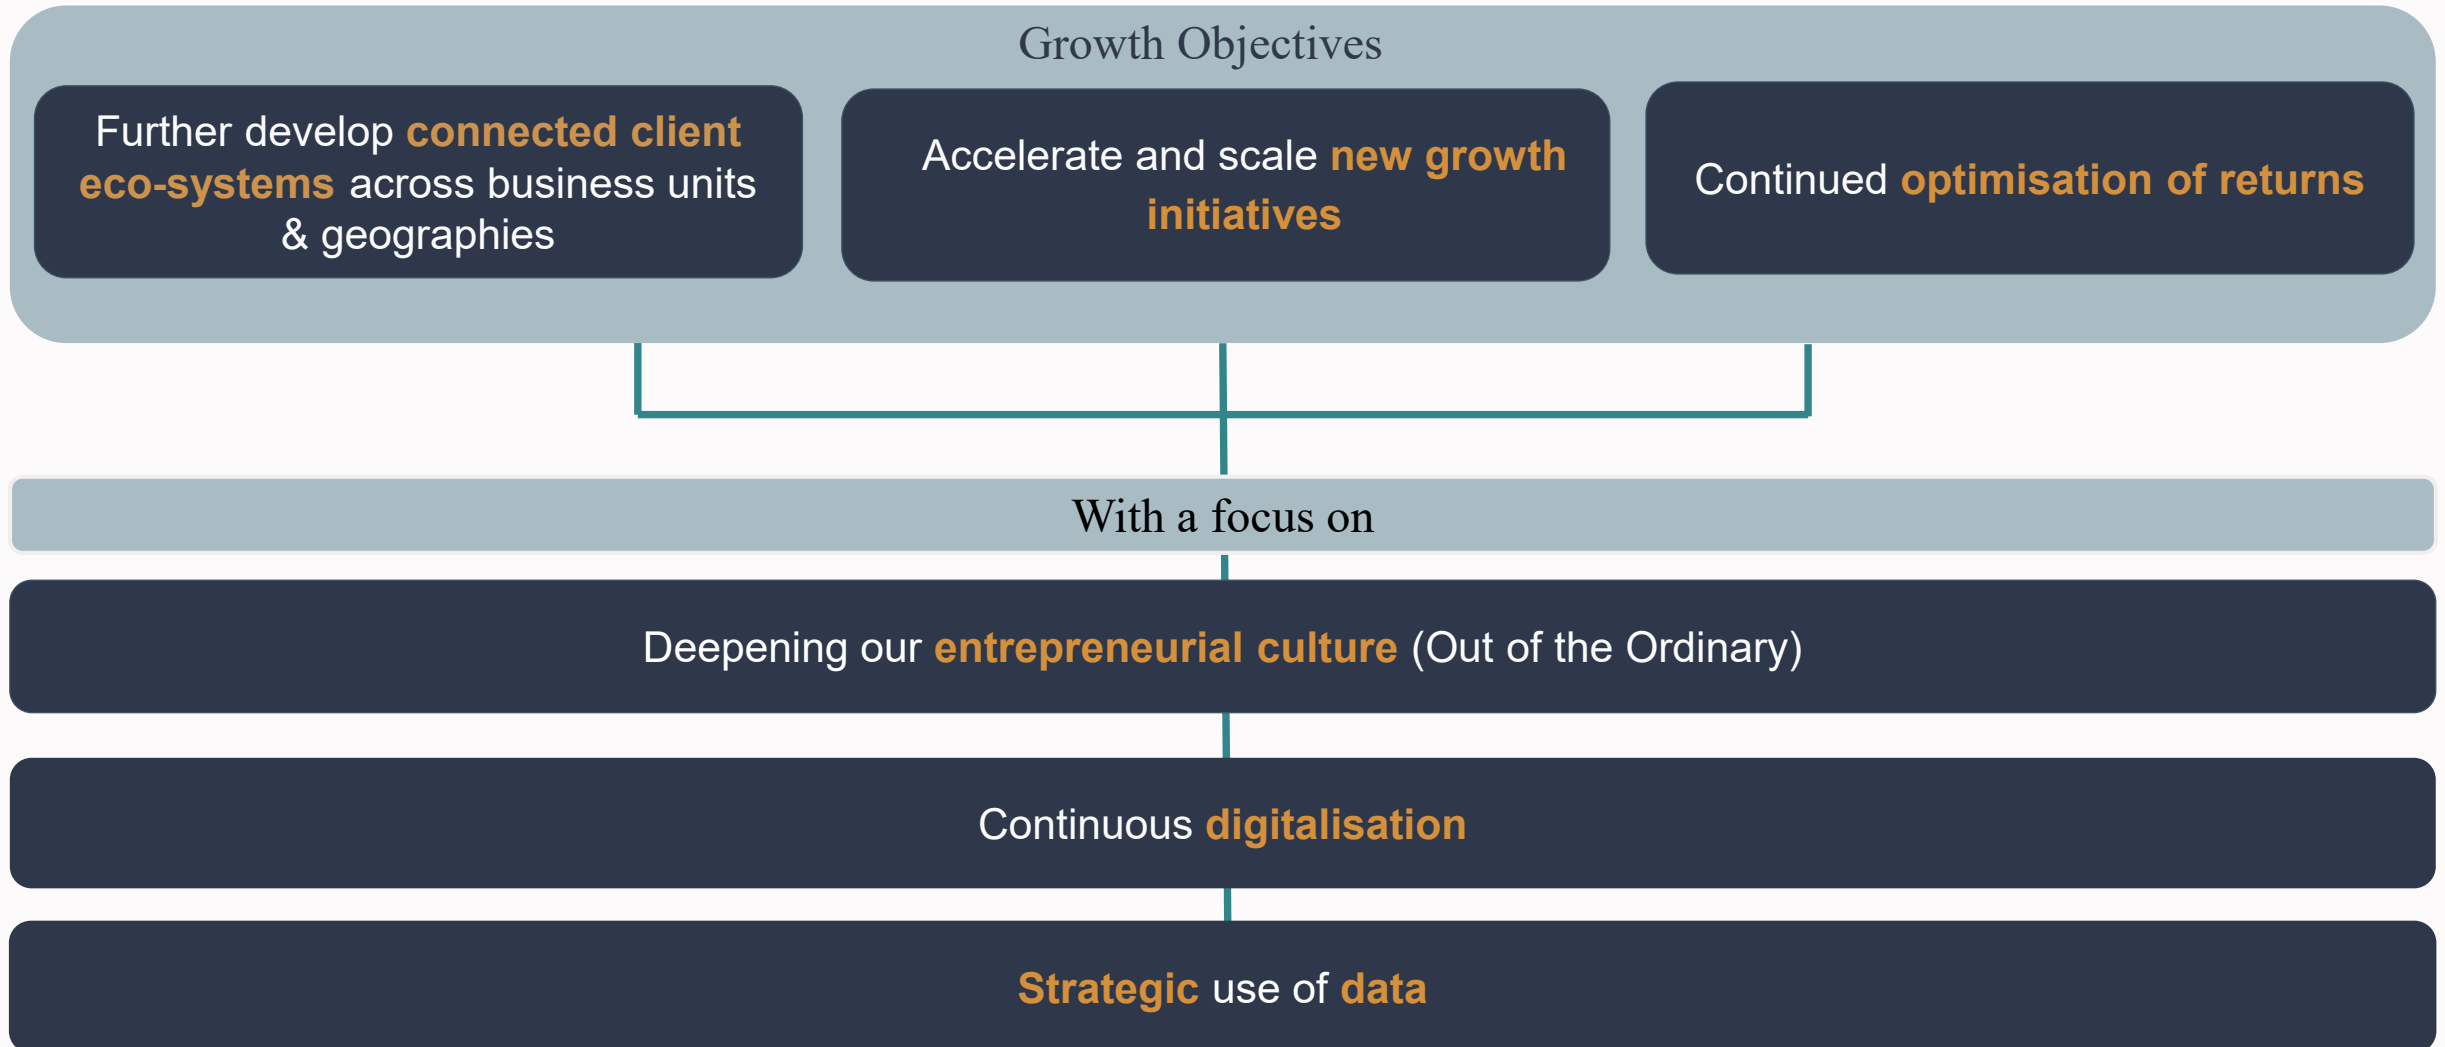 Growth Objectives
Further develop connected client
eco-systems across business units
& geographies
Accelerate and scale new growth
initiatives
Continued optimisation of returns
With a focus on
Deepening our entrepreneurial culture (Out of the Ordinary)
Continuous digitalisation
Strategic use of data